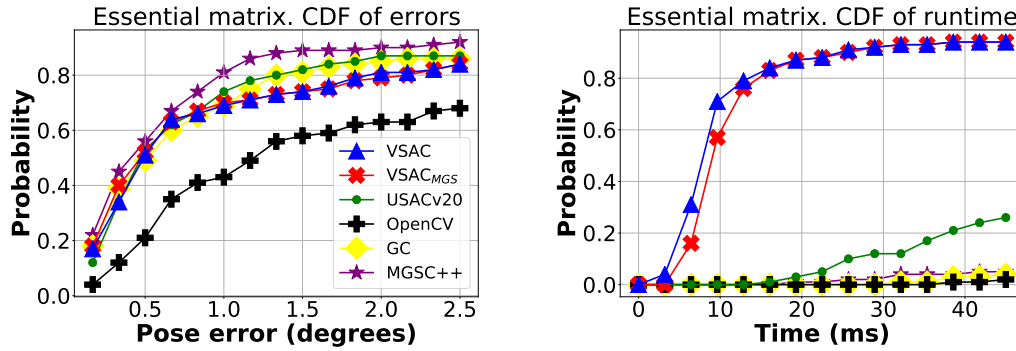 Essential matrix. CDF of errors
Probability
0.8
0.6
0.4
0.2
0.0
0.5
1.0
1.5
2.0
2.5
Pose error (degrees)
VSAC
VSAC_MGS
USACv20
OpenCV
GC
MGSC++
Essential matrix. CDF of runtime
Probability
0.8
0.6
0.4
0.2
0.0
0
10
20
30
40
Time (ms)